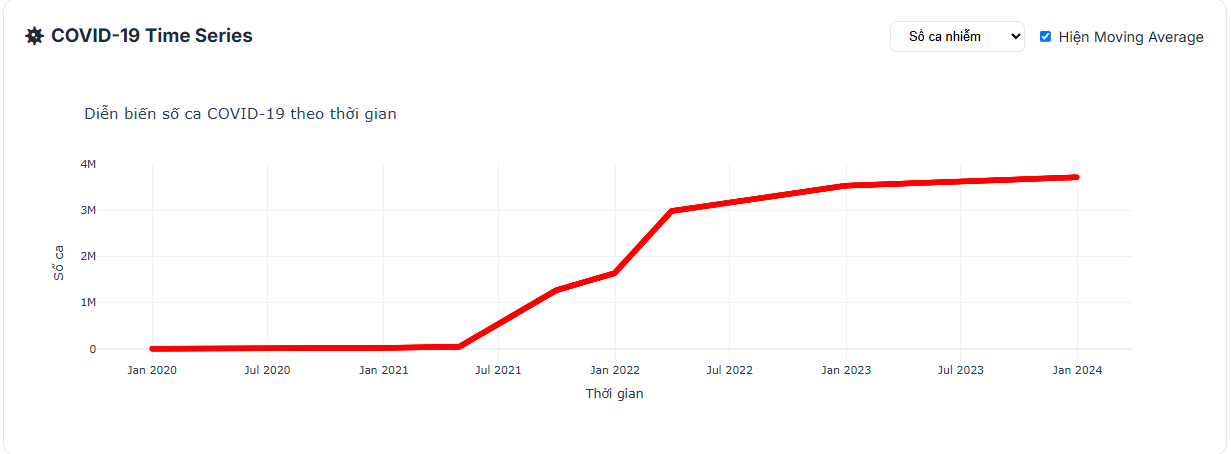 COVID-19 Time Series
Số ca nhiễm
Hiện Moving Average
Diễn biến số ca COVID-19 theo thời gian
4M
3M
2M
1M
0
Số ca
Jan 2020 Jul 2020 Jan 2021 Jul 2021 Jan 2022 Jul 2022 Jan 2023 Jul 2023 Jan 2024
Thời gian